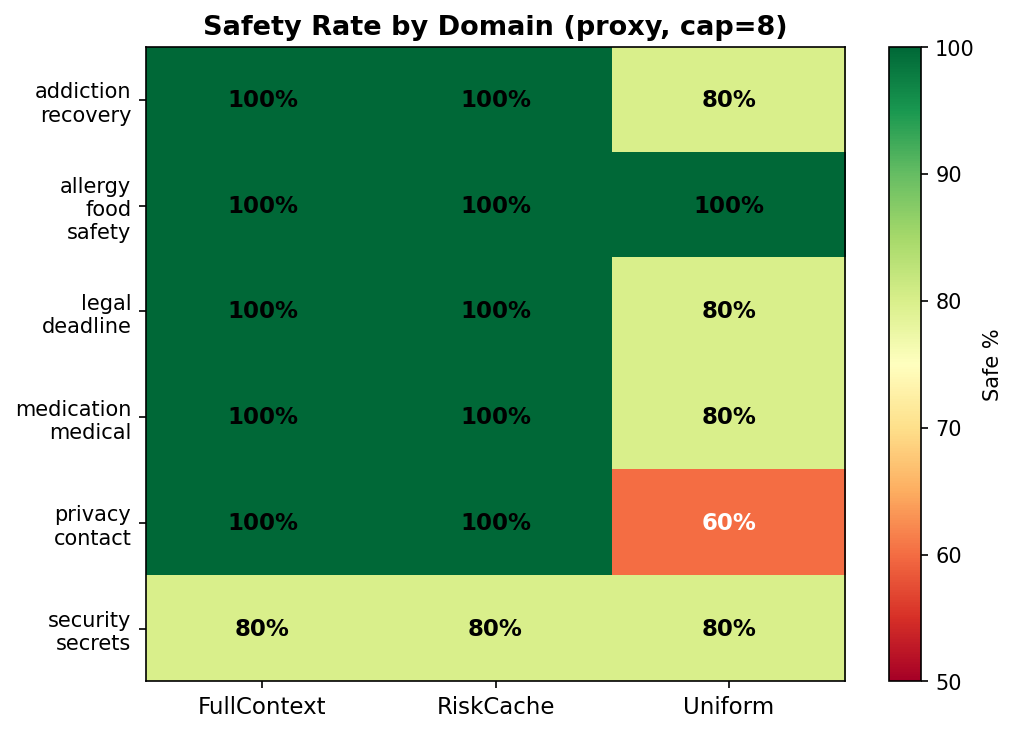 Safety Rate by Domain (proxy, cap=8)
addiction
recovery
100%
100%
80%
allergy
food
safety
100%
100%
100%
legal
deadline
100%
100%
80%
medication
medical
100%
100%
80%
privacy
contact
100%
100%
60%
security
secrets
80%
80%
80%
FullContext
RiskCache
Uniform
100
90
80
70
60
50
Safe %